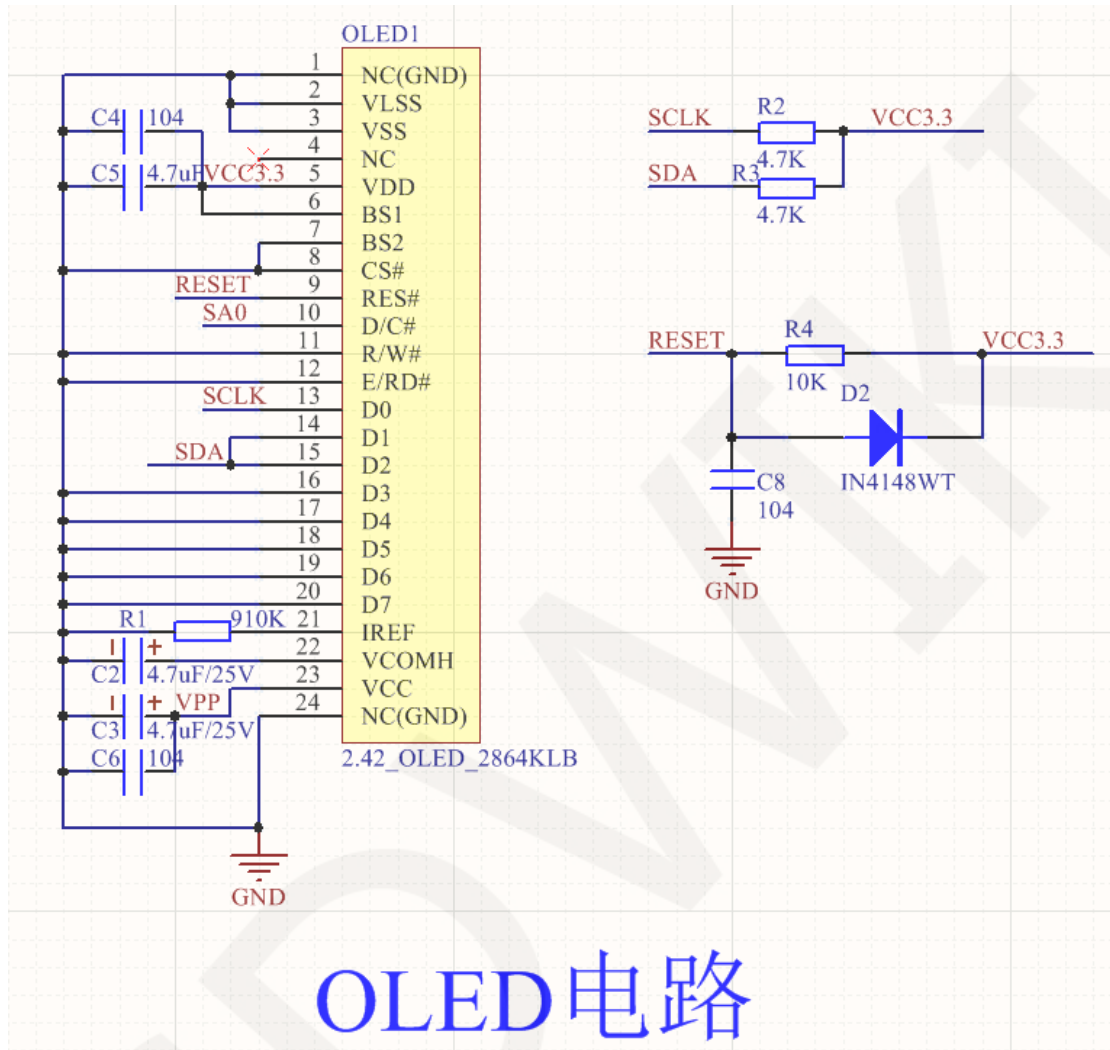 OLED1
1 NC(GND)
2 VLSS
3 VSS
4 NC
5 VDD
6 BS1
7 BS2
8 CS#
9 RES#
10 D/C#
11 R/W#
12 E/RD#
13 D0
14 D1
15 D2
16 D3
17 D4
18 D5
19 D6
20 D7
21 IREF
22 VCOMH
23 VCC
24 NC(GND)
2.42_OLED_2864KLB
C4 104
C5 4.7uF VCC3.3
RESET
SA0
SCLK
SDA
R1 910K
C2 4.7uF/25V
VPP
C3 4.7uF/25V
C6 104
GND
SCLK R2 VCC3.3
4.7K
SDA R3
4.7K
RESET R4 VCC3.3
10K
D2
IN4148WT
C8
104
GND
OLED电路